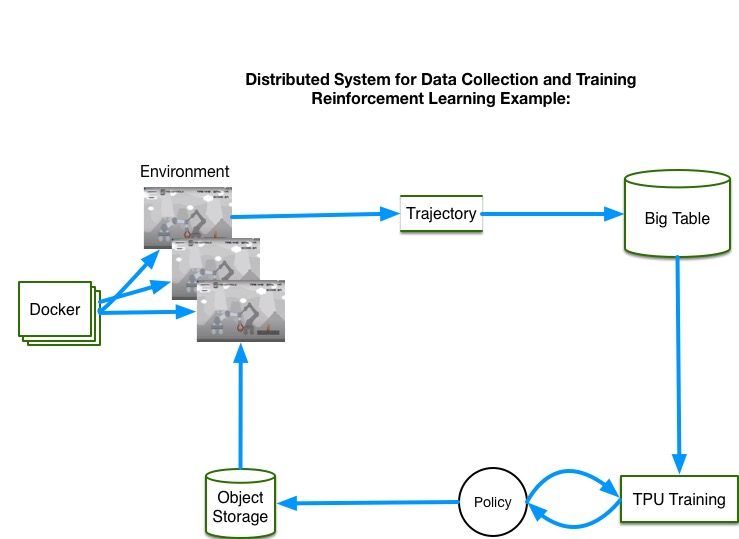 Distributed System for Data Collection and Training
Reinforcement Learning Example:
Environment
Trajectory
Big Table
Docker
Object
Storage
Policy
TPU Training